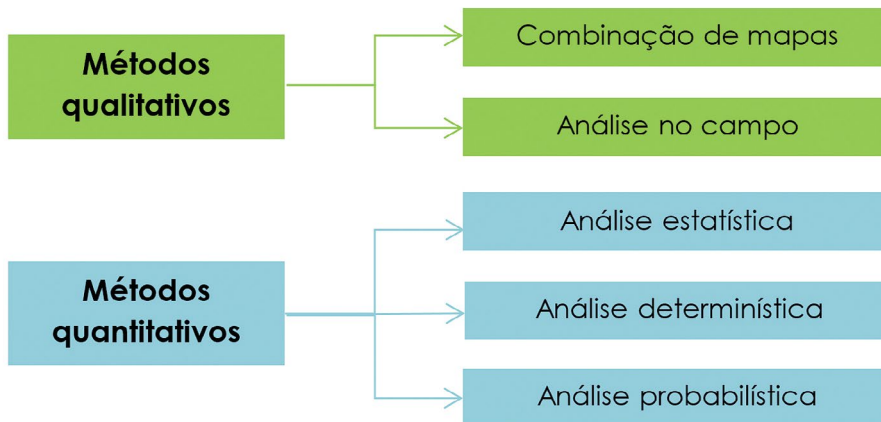 Métodos
qualitativos
Combinação de mapas
Análise no campo
Métodos
quantitativos
Análise estatística
Análise determinística
Análise probabilística